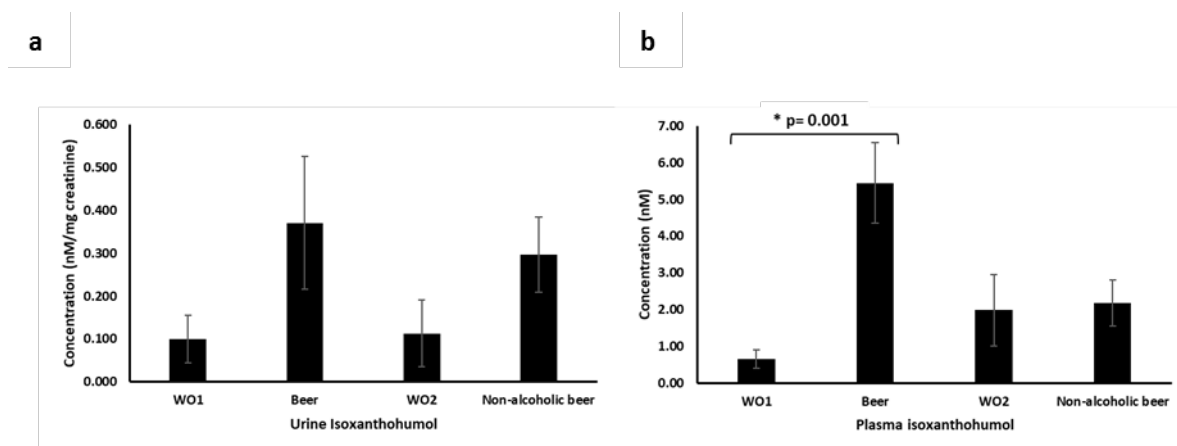 a
Concentration (nM/mg creatinine)
0.600
0.500
0.400
0.300
0.200
0.100
0.000
WO1 Beer WO2 Non-alcoholic beer
Urine Isoxanthohumol
b
Concentration (nM)
7.00
6.00
5.00
4.00
3.00
2.00
1.00
0.00
* p= 0.001
WO1 Beer WO2 Non-alcoholic beer
Plasma isoxanthohumol